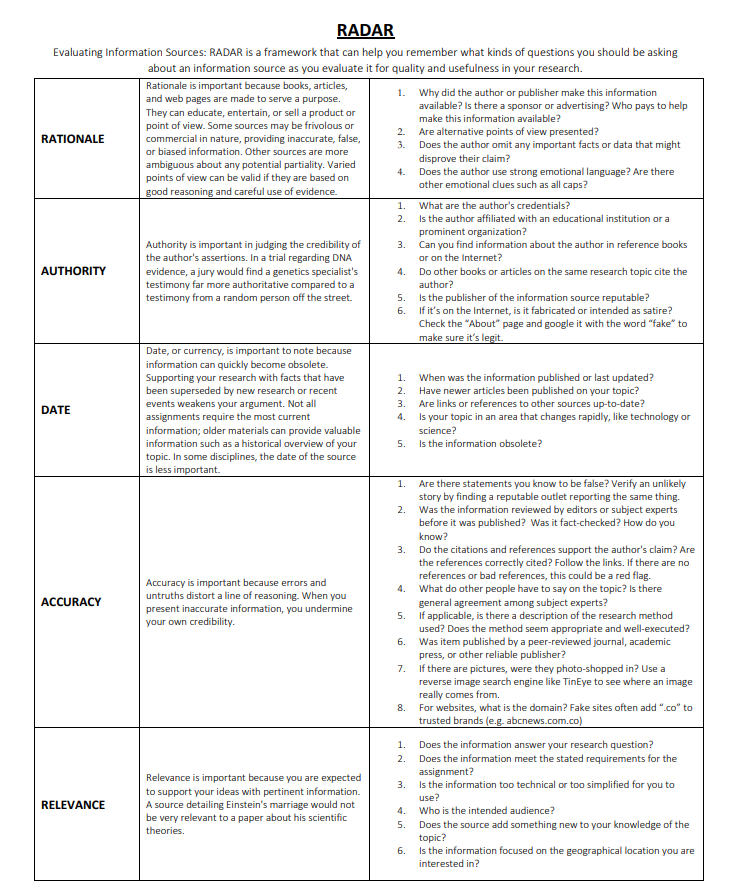 RADAR
Evaluating Information Sources: RADAR is a framework that can help you remember what kinds of questions you should be asking
about an information source as you evaluate it for quality and usefulness in your research.
RATIONALE
Rationale is important because books, articles,
and web pages are made to serve a purpose.
They can educate, entertain, or sell a product or
point of view. Some sources may be frivolous or
commercial in nature, providing inaccurate, false,
or biased information. Other sources are more
ambiguous about any potential partiality. Varied
points of view can be valid if they are based on
good reasoning and careful use of evidence.
1. Why did the author or publisher make this information
available? Is there a sponsor or advertising? Who pays to help
make this information available?
2. Are alternative points of view presented?
3. Does the author omit any important facts or data that might
disprove their claim?
4. Does the author use strong emotional language? Are there
other emotional clues such as all caps?
AUTHORITY
Authority is important in judging the credibility of
the author's assertions. In a trial regarding DNA
evidence, a jury would find a genetics specialist's
testimony far more authoritative compared to a
testimony from a random person off the street.
1. What are the author's credentials?
2. Is the author affiliated with an educational institution or a
prominent organization?
3. Can you find information about the author in reference books
or on the Internet?
4. Do other books or articles on the same research topic cite the
author?
5. Is the publisher of the information source reputable?
6. If it's on the Internet, is it fabricated or intended as satire?
Check the “About” page and google it with the word “fake” to
make sure it's legit.
DATE
Date, or currency, is important to note because
information can quickly become obsolete.
Supporting your research with facts that have
been superseded by new research or recent
events weakens your argument. Not all
assignments require the most current
information; older materials can provide valuable
information such as a historical overview of your
topic. In some disciplines, the date of the source
is less important.
1. When was the information published or last updated?
2. Have newer articles been published on your topic?
3. Are links or references to other sources up-to-date?
4. Is your topic in an area that changes rapidly, like technology or
science?
5. Is the information obsolete?
ACCURACY
Accuracy is important because errors and
untruths distort a line of reasoning. When you
present inaccurate information, you undermine
your own credibility.
1. Are there statements you know to be false? Verify an unlikely
story by finding a reputable outlet reporting the same thing.
2. Was the information reviewed by editors or subject experts
before it was published? Was it fact-checked? How do you
know?
3. Do the citations and references support the author's claim? Are
the references correctly cited? Follow the links. If there are no
references or bad references, this could be a red flag.
4. What do other people have to say on the topic? Is there
general agreement among subject experts?
5. If applicable, is there a description of the research method
used? Does the method seem appropriate and well-executed?
6. Was item published by a peer-reviewed journal, academic
press, or other reliable publisher?
7. If there are pictures, were they photo-shopped in? Use a
reverse image search engine like TinEye to see where an image
really comes from.
8. For websites, what is the domain? Fake sites often add “.co” to
trusted brands (e.g. abcnews.com.co)
RELEVANCE
Relevance is important because you are expected
to support your ideas with pertinent information.
A source detailing Einstein's marriage would not
be very relevant to a paper about his scientific
theories.
1. Does the information answer your research question?
2. Does the information meet the stated requirements for the
assignment?
3. Is the information too technical or too simplified for you to
use?
4. Who is the intended audience?
5. Does the source add something new to your knowledge of the
topic?
6. Is the information focused on the geographical location you are
interested in?